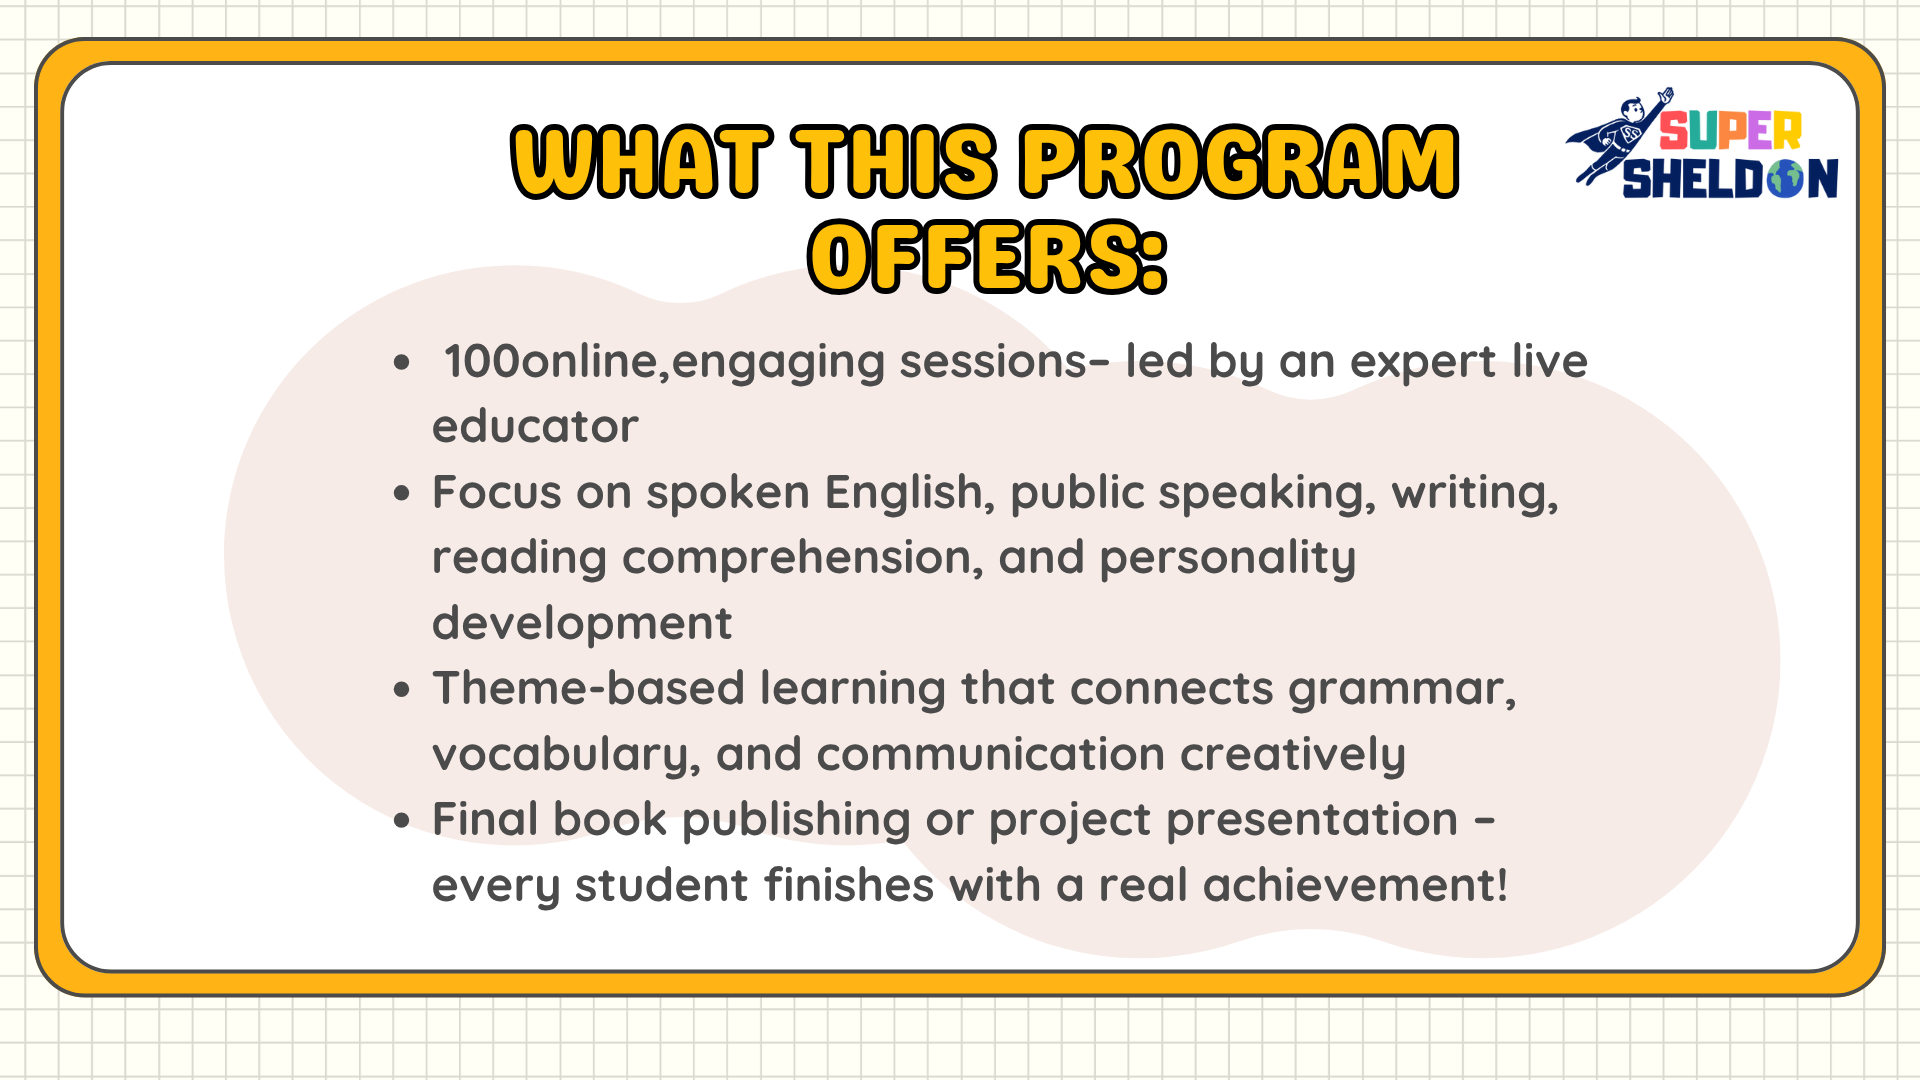 WHAT THIS PROGRAM
OFFERS:
SUPER
SHELDON
• 100online,engaging sessions– led by an expert live
educator
• Focus on spoken English, public speaking, writing,
reading comprehension, and personality
development
• Theme-based learning that connects grammar,
vocabulary, and communication creatively
• Final book publishing or project presentation –
every student finishes with a real achievement!